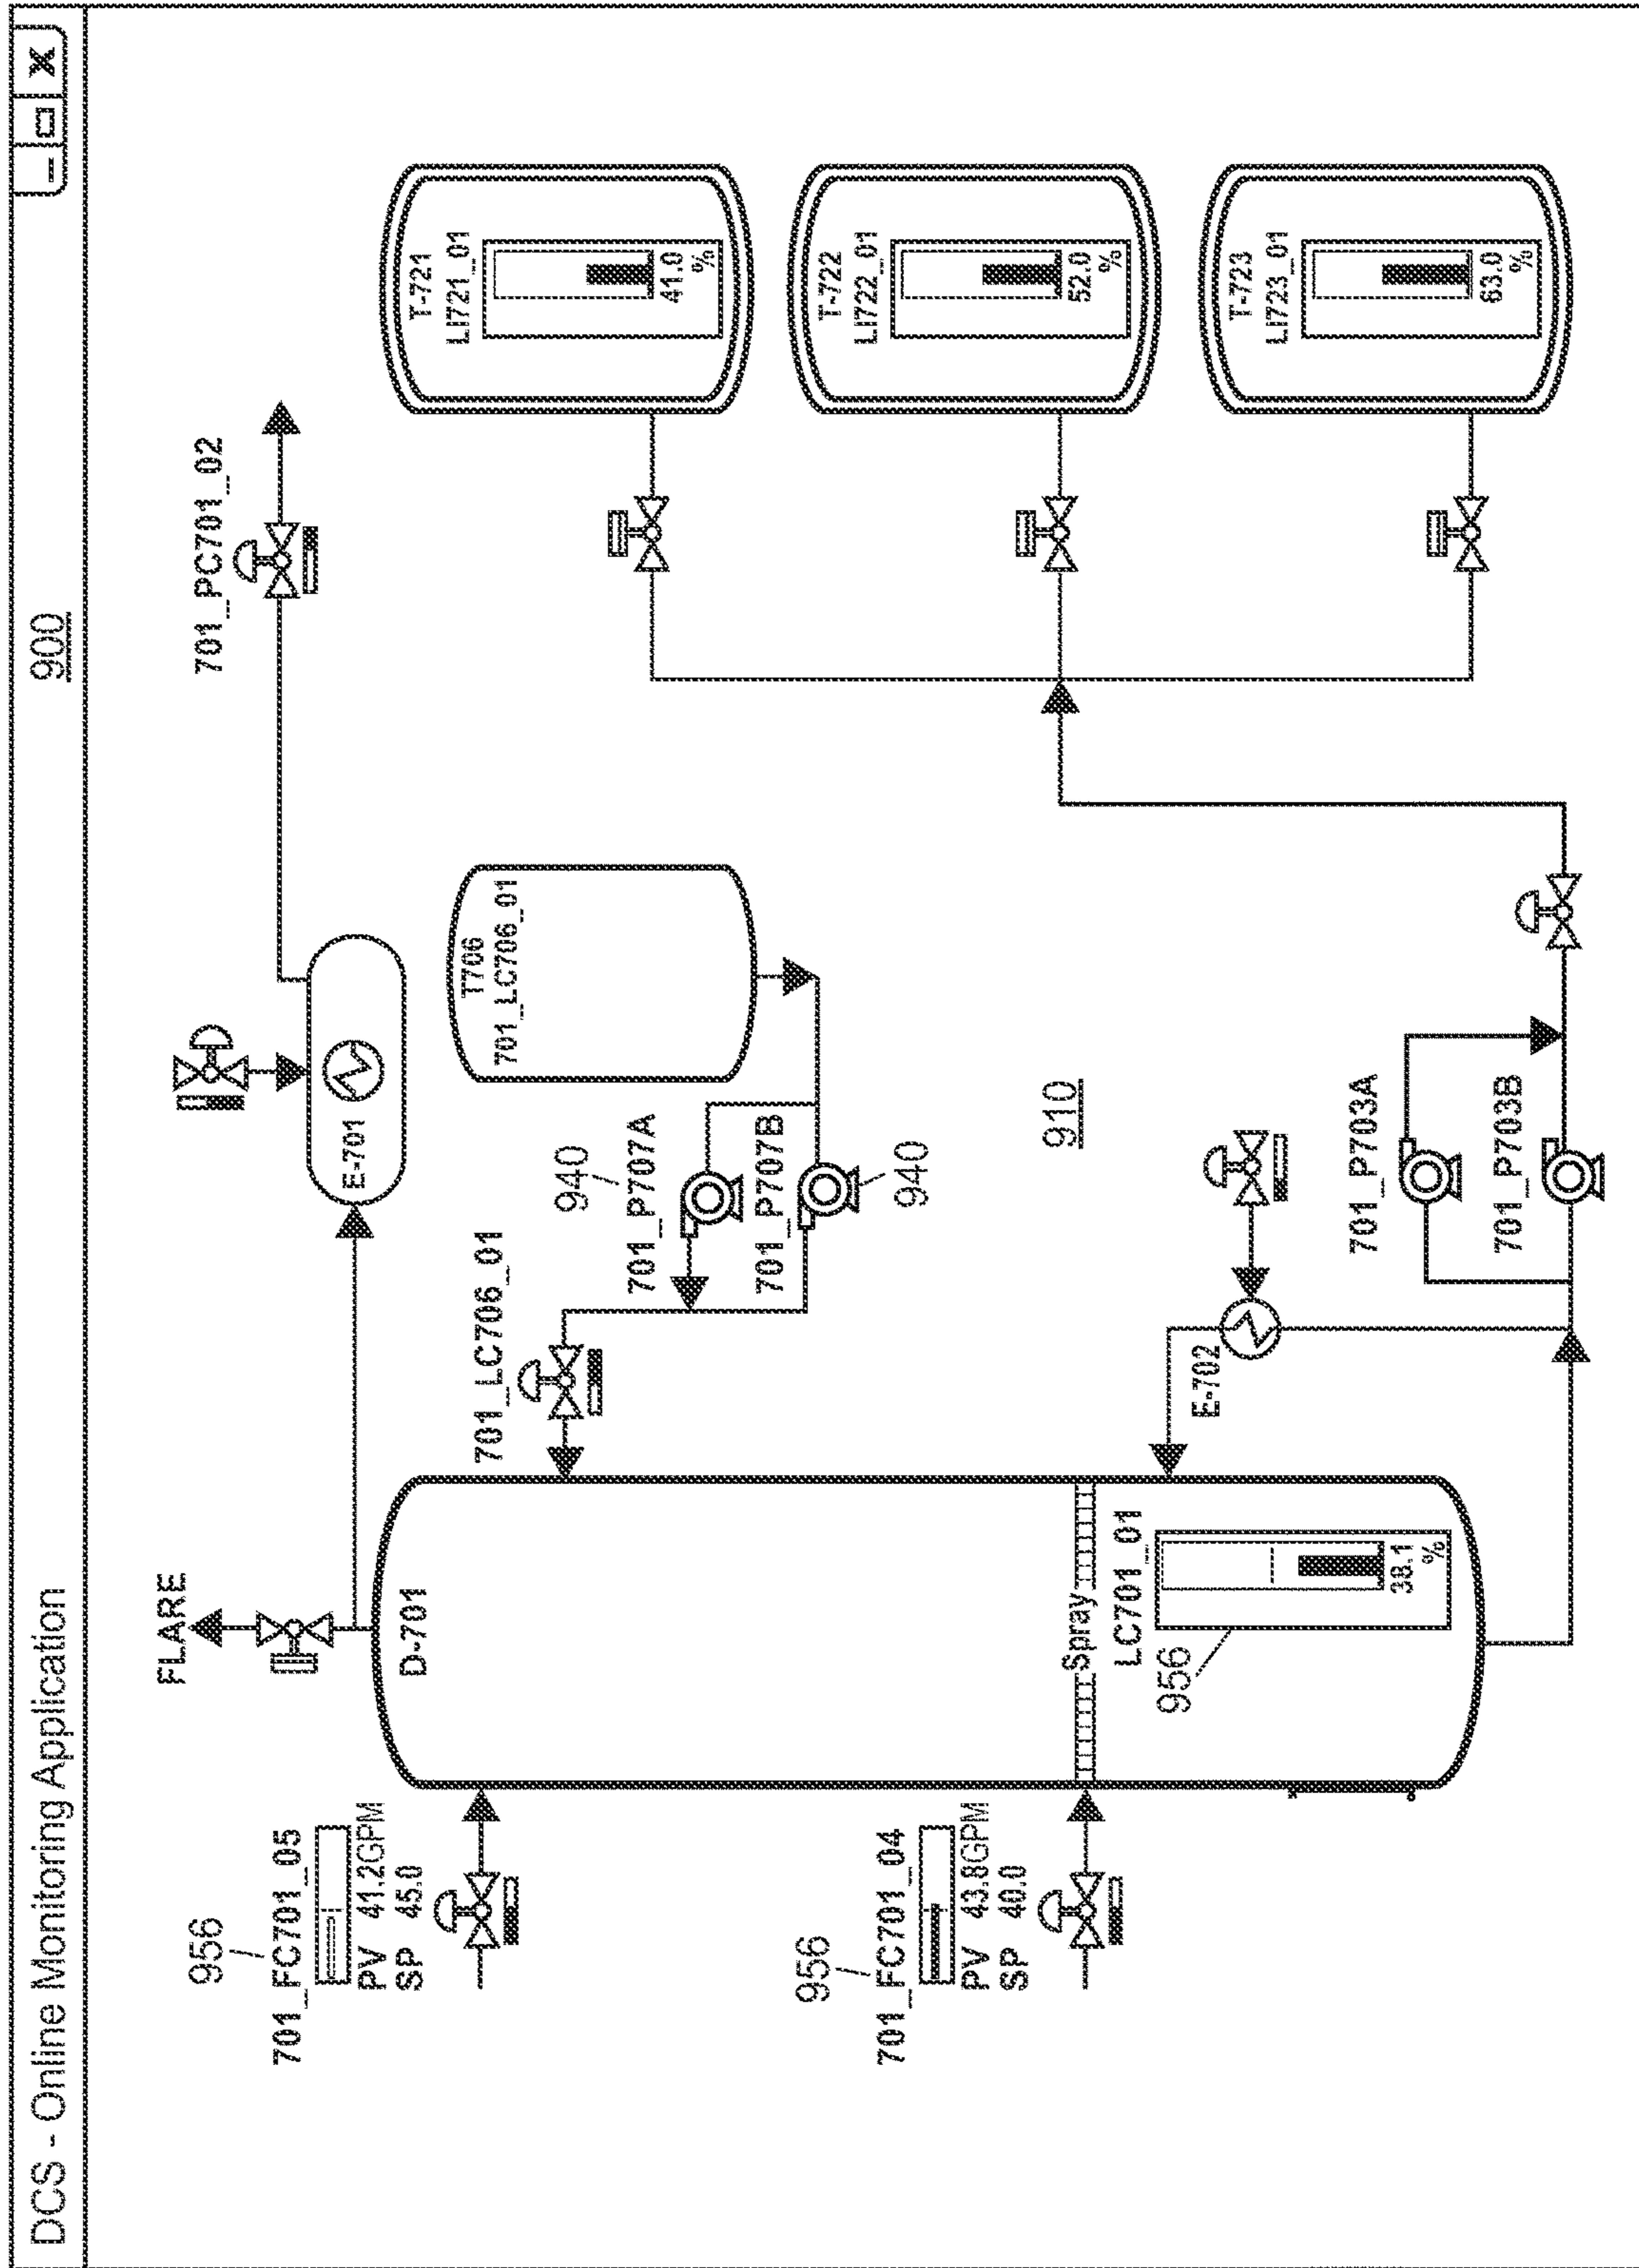 DCS - Online Monitoring Application
900
_ □ X
FLARE
701_PC701_02
E-701
956
701_FC701_05
PV 41.2GPM
SP 45.0
D-701
701_LC706_01
T706
701_LC706_01
940
701_P707A
701_P707B
940
T-721
LI721_01
41.0
%
956
701_FC701_04
PV 43.8GPM
SP 40.0
Spray
LC701_01
956
38.1
%
910
E-702
T-722
LI722_01
52.0
%
701_P703A
701_P703B
T-723
LI723_01
63.0
%